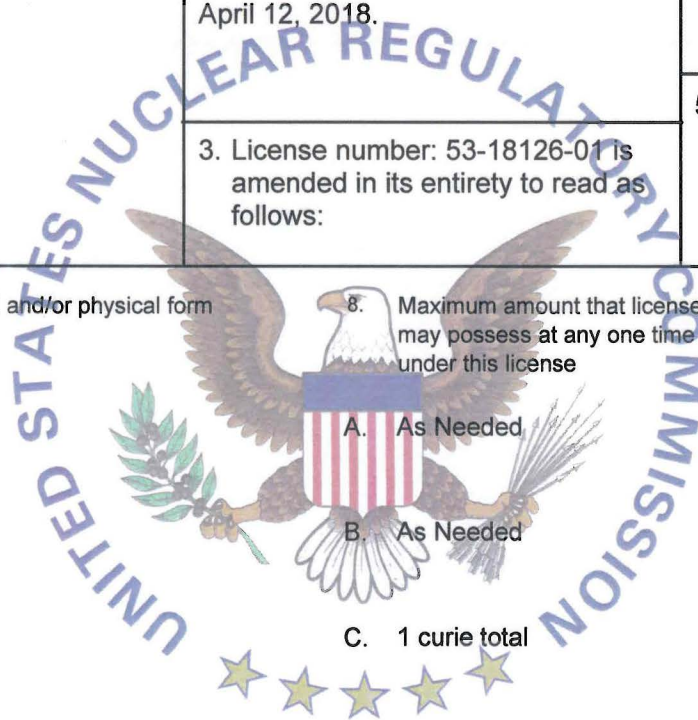 April 12, 2018.
3. License number: 53-18126-01 is
amended in its entirety to read as
follows:
and/or physical form
8. Maximum amount that license
may possess at any one time
under this license
A. As Needed
B. As Needed
C. 1 curie total
UNITED STATES NUCLEAR REGULATORY COMMISSION